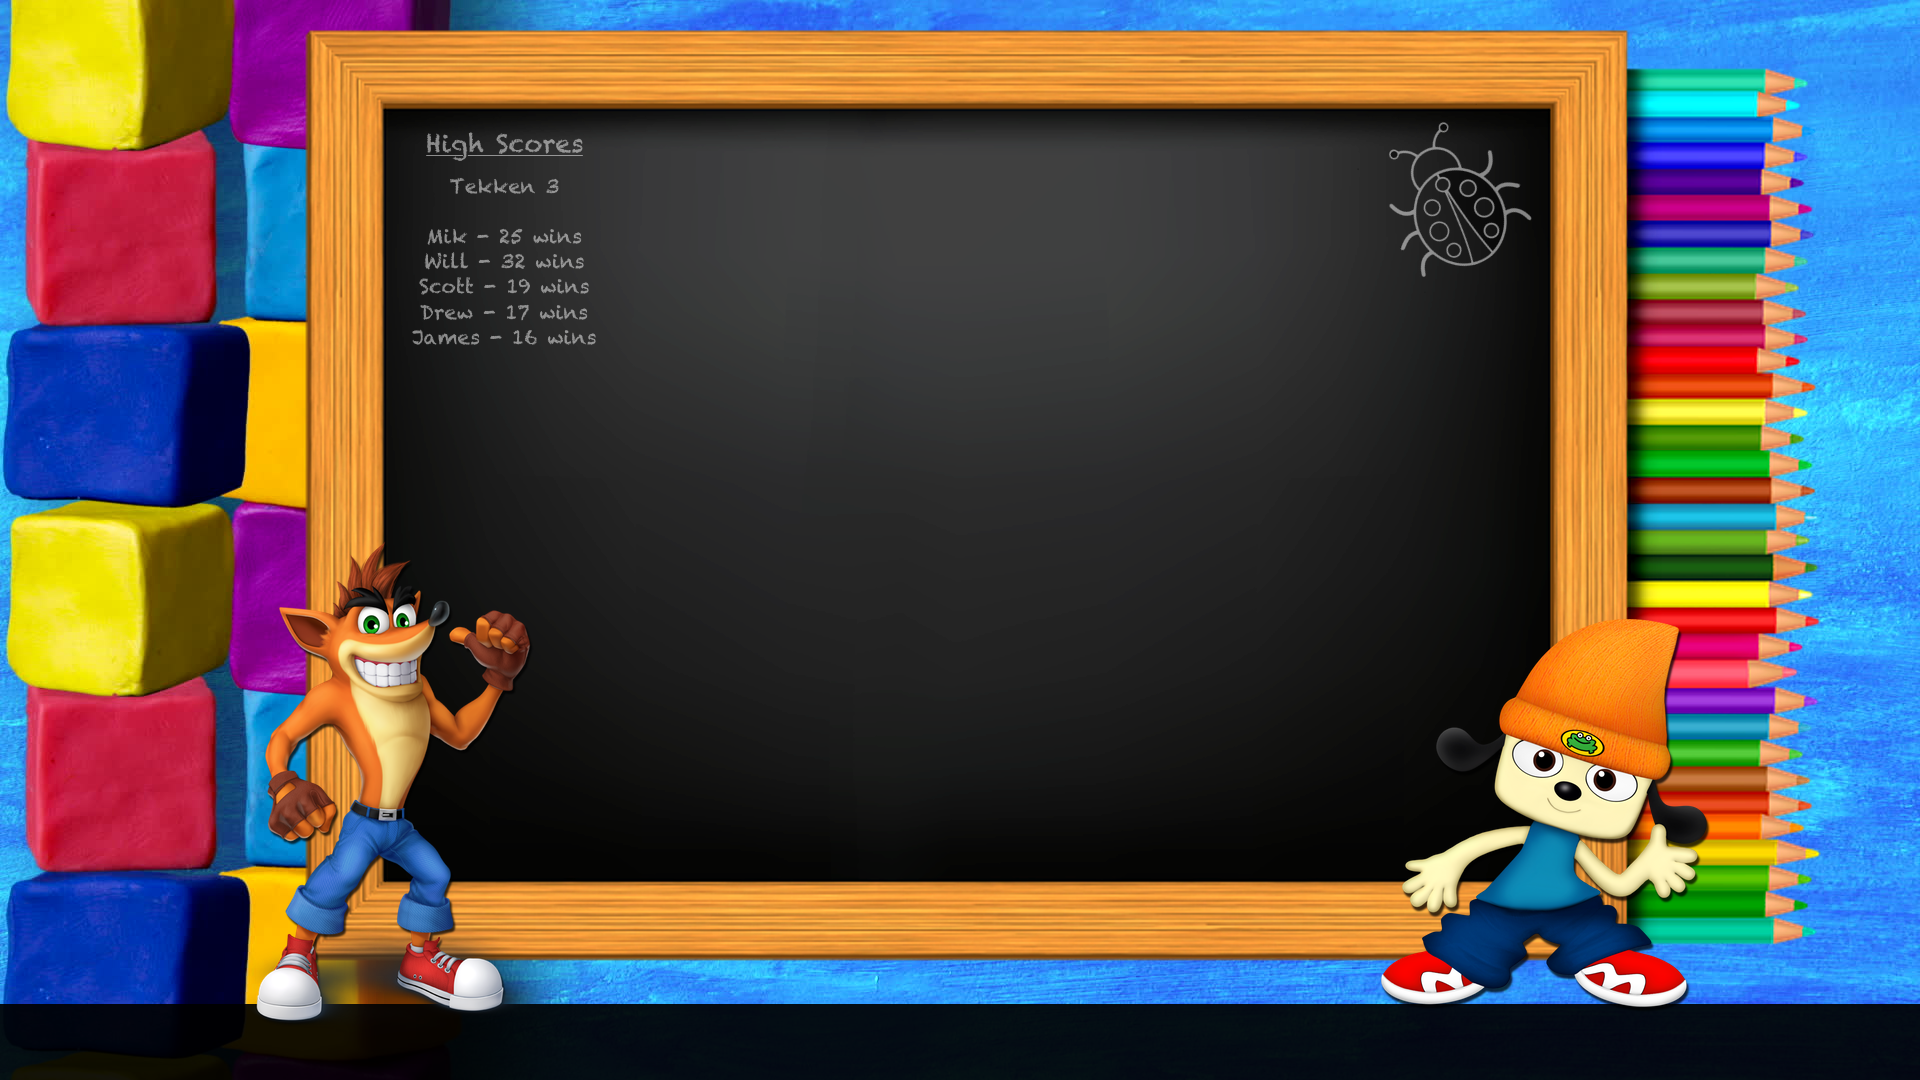 High Scores
Tekken 3
Mik - 25 wins
Will - 32 wins
Scott - 19 wins
Drew - 17 wins
James - 16 wins